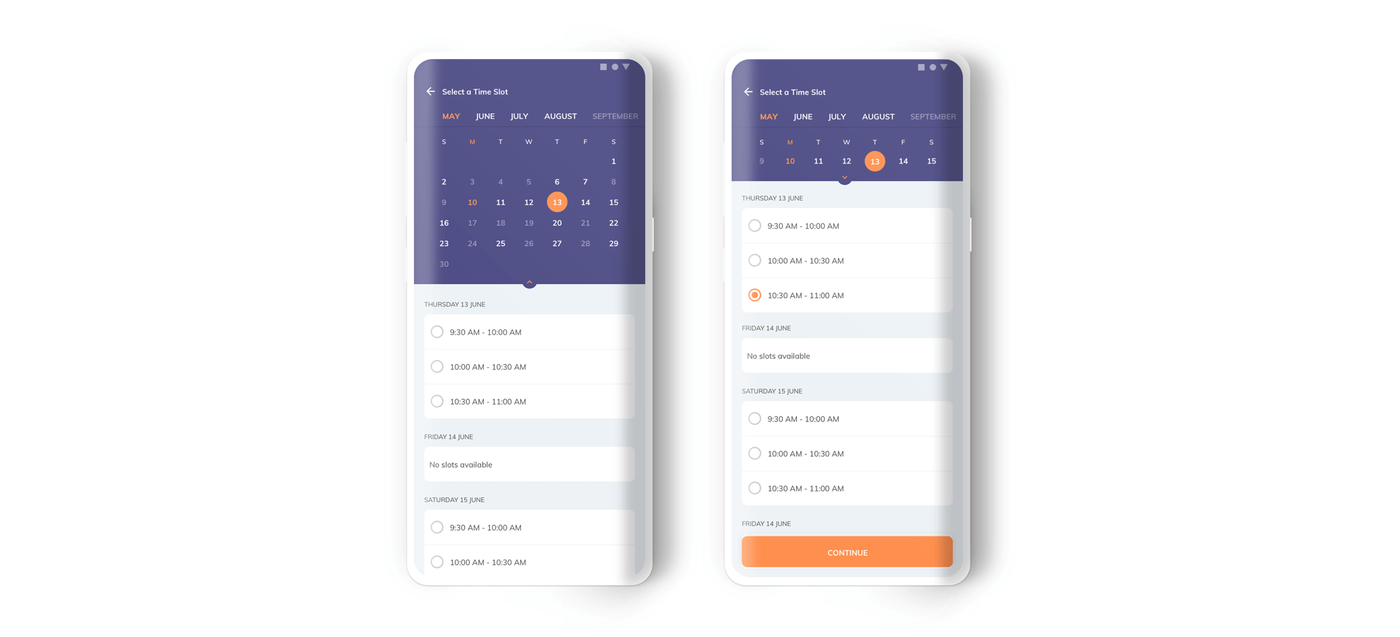 Select a Time Slot
MAY JUNE JULY AUGUST SEPTEMBER
S M T W T F S
1
2 3 4 5 6 7 8
9 10 11 12 13 14 15
16 17 18 19 20 21 22
23 24 25 26 27 28 29
30
THURSDAY 13 JUNE
9:30 AM - 10:00 AM
10:00 AM - 10:30 AM
10:30 AM - 11:00 AM
FRIDAY 14 JUNE
No slots available
SATURDAY 15 JUNE
9:30 AM - 10:00 AM
10:00 AM - 10:30 AM
Select a Time Slot
MAY JUNE JULY AUGUST SEPTEMBER
S M T W T F S
9 10 11 12 13 14 15
THURSDAY 13 JUNE
9:30 AM - 10:00 AM
10:00 AM - 10:30 AM
10:30 AM - 11:00 AM
FRIDAY 14 JUNE
No slots available
SATURDAY 15 JUNE
9:30 AM - 10:00 AM
10:00 AM - 10:30 AM
10:30 AM - 11:00 AM
FRIDAY 14 JUNE
CONTINUE